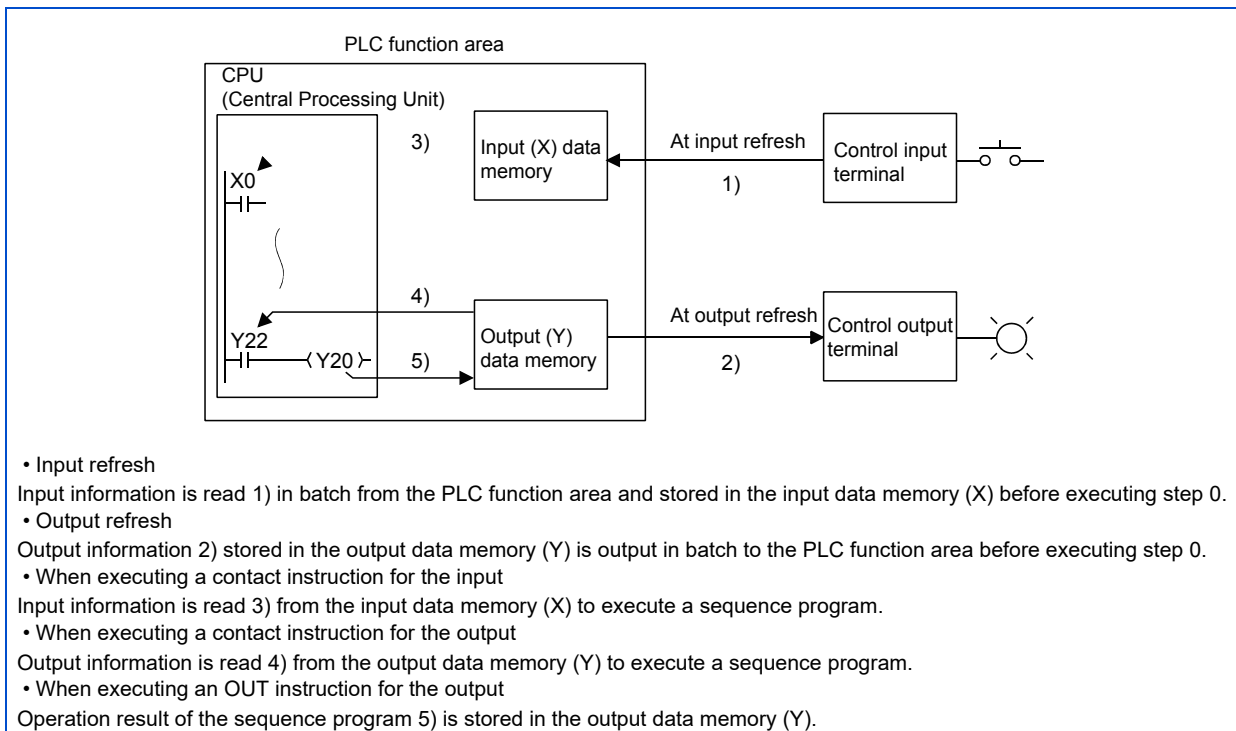 PLC function area
CPU
(Central Processing Unit)
3)
Input (X) data
memory
At input refresh
1)
Control input
terminal
X0
4)
Y22
Y20
5)
Output (Y)
data memory
At output refresh
2)
Control output
terminal
• Input refresh
Input information is read 1) in batch from the PLC function area and stored in the input data memory (X) before executing step 0.
• Output refresh
Output information 2) stored in the output data memory (Y) is output in batch to the PLC function area before executing step 0.
• When executing a contact instruction for the input
Input information is read 3) from the input data memory (X) to execute a sequence program.
• When executing a contact instruction for the output
Output information is read 4) from the output data memory (Y) to execute a sequence program.
• When executing an OUT instruction for the output
Operation result of the sequence program 5) is stored in the output data memory (Y).